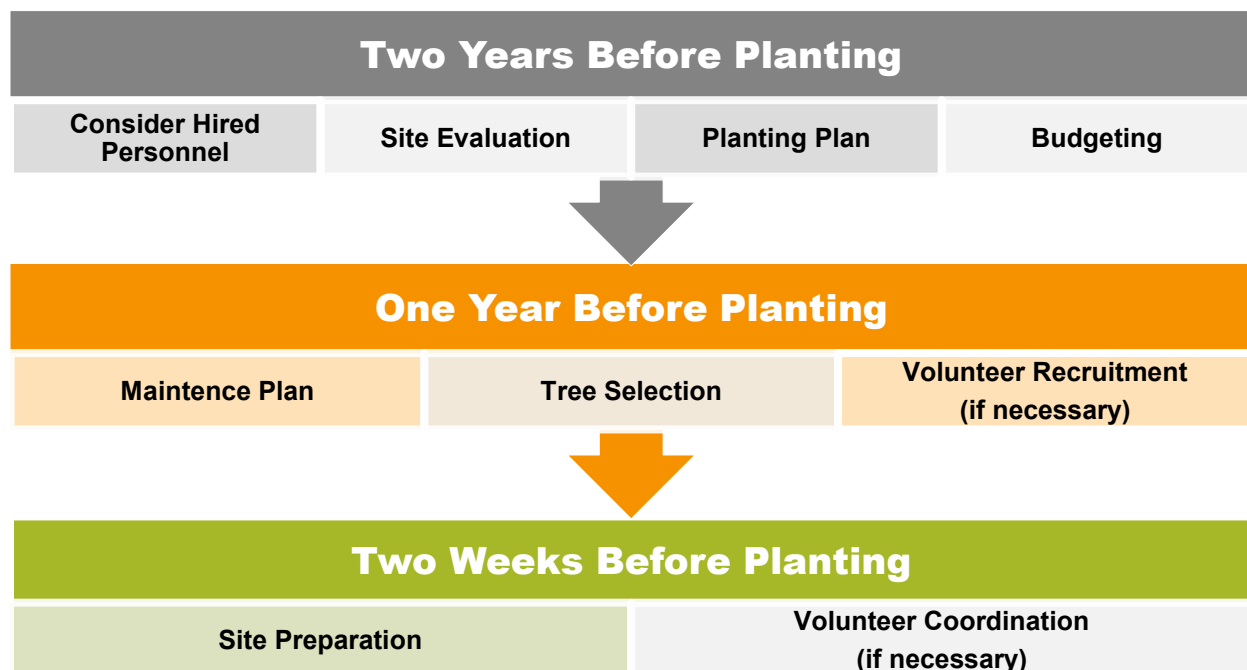 Two Years Before Planting
Consider Hired
Personnel
Site Evaluation
Planting Plan
Budgeting
One Year Before Planting
Maintence Plan
Tree Selection
Volunteer Recruitment
(if necessary)
Two Weeks Before Planting
Site Preparation
Volunteer Coordination
(if necessary)